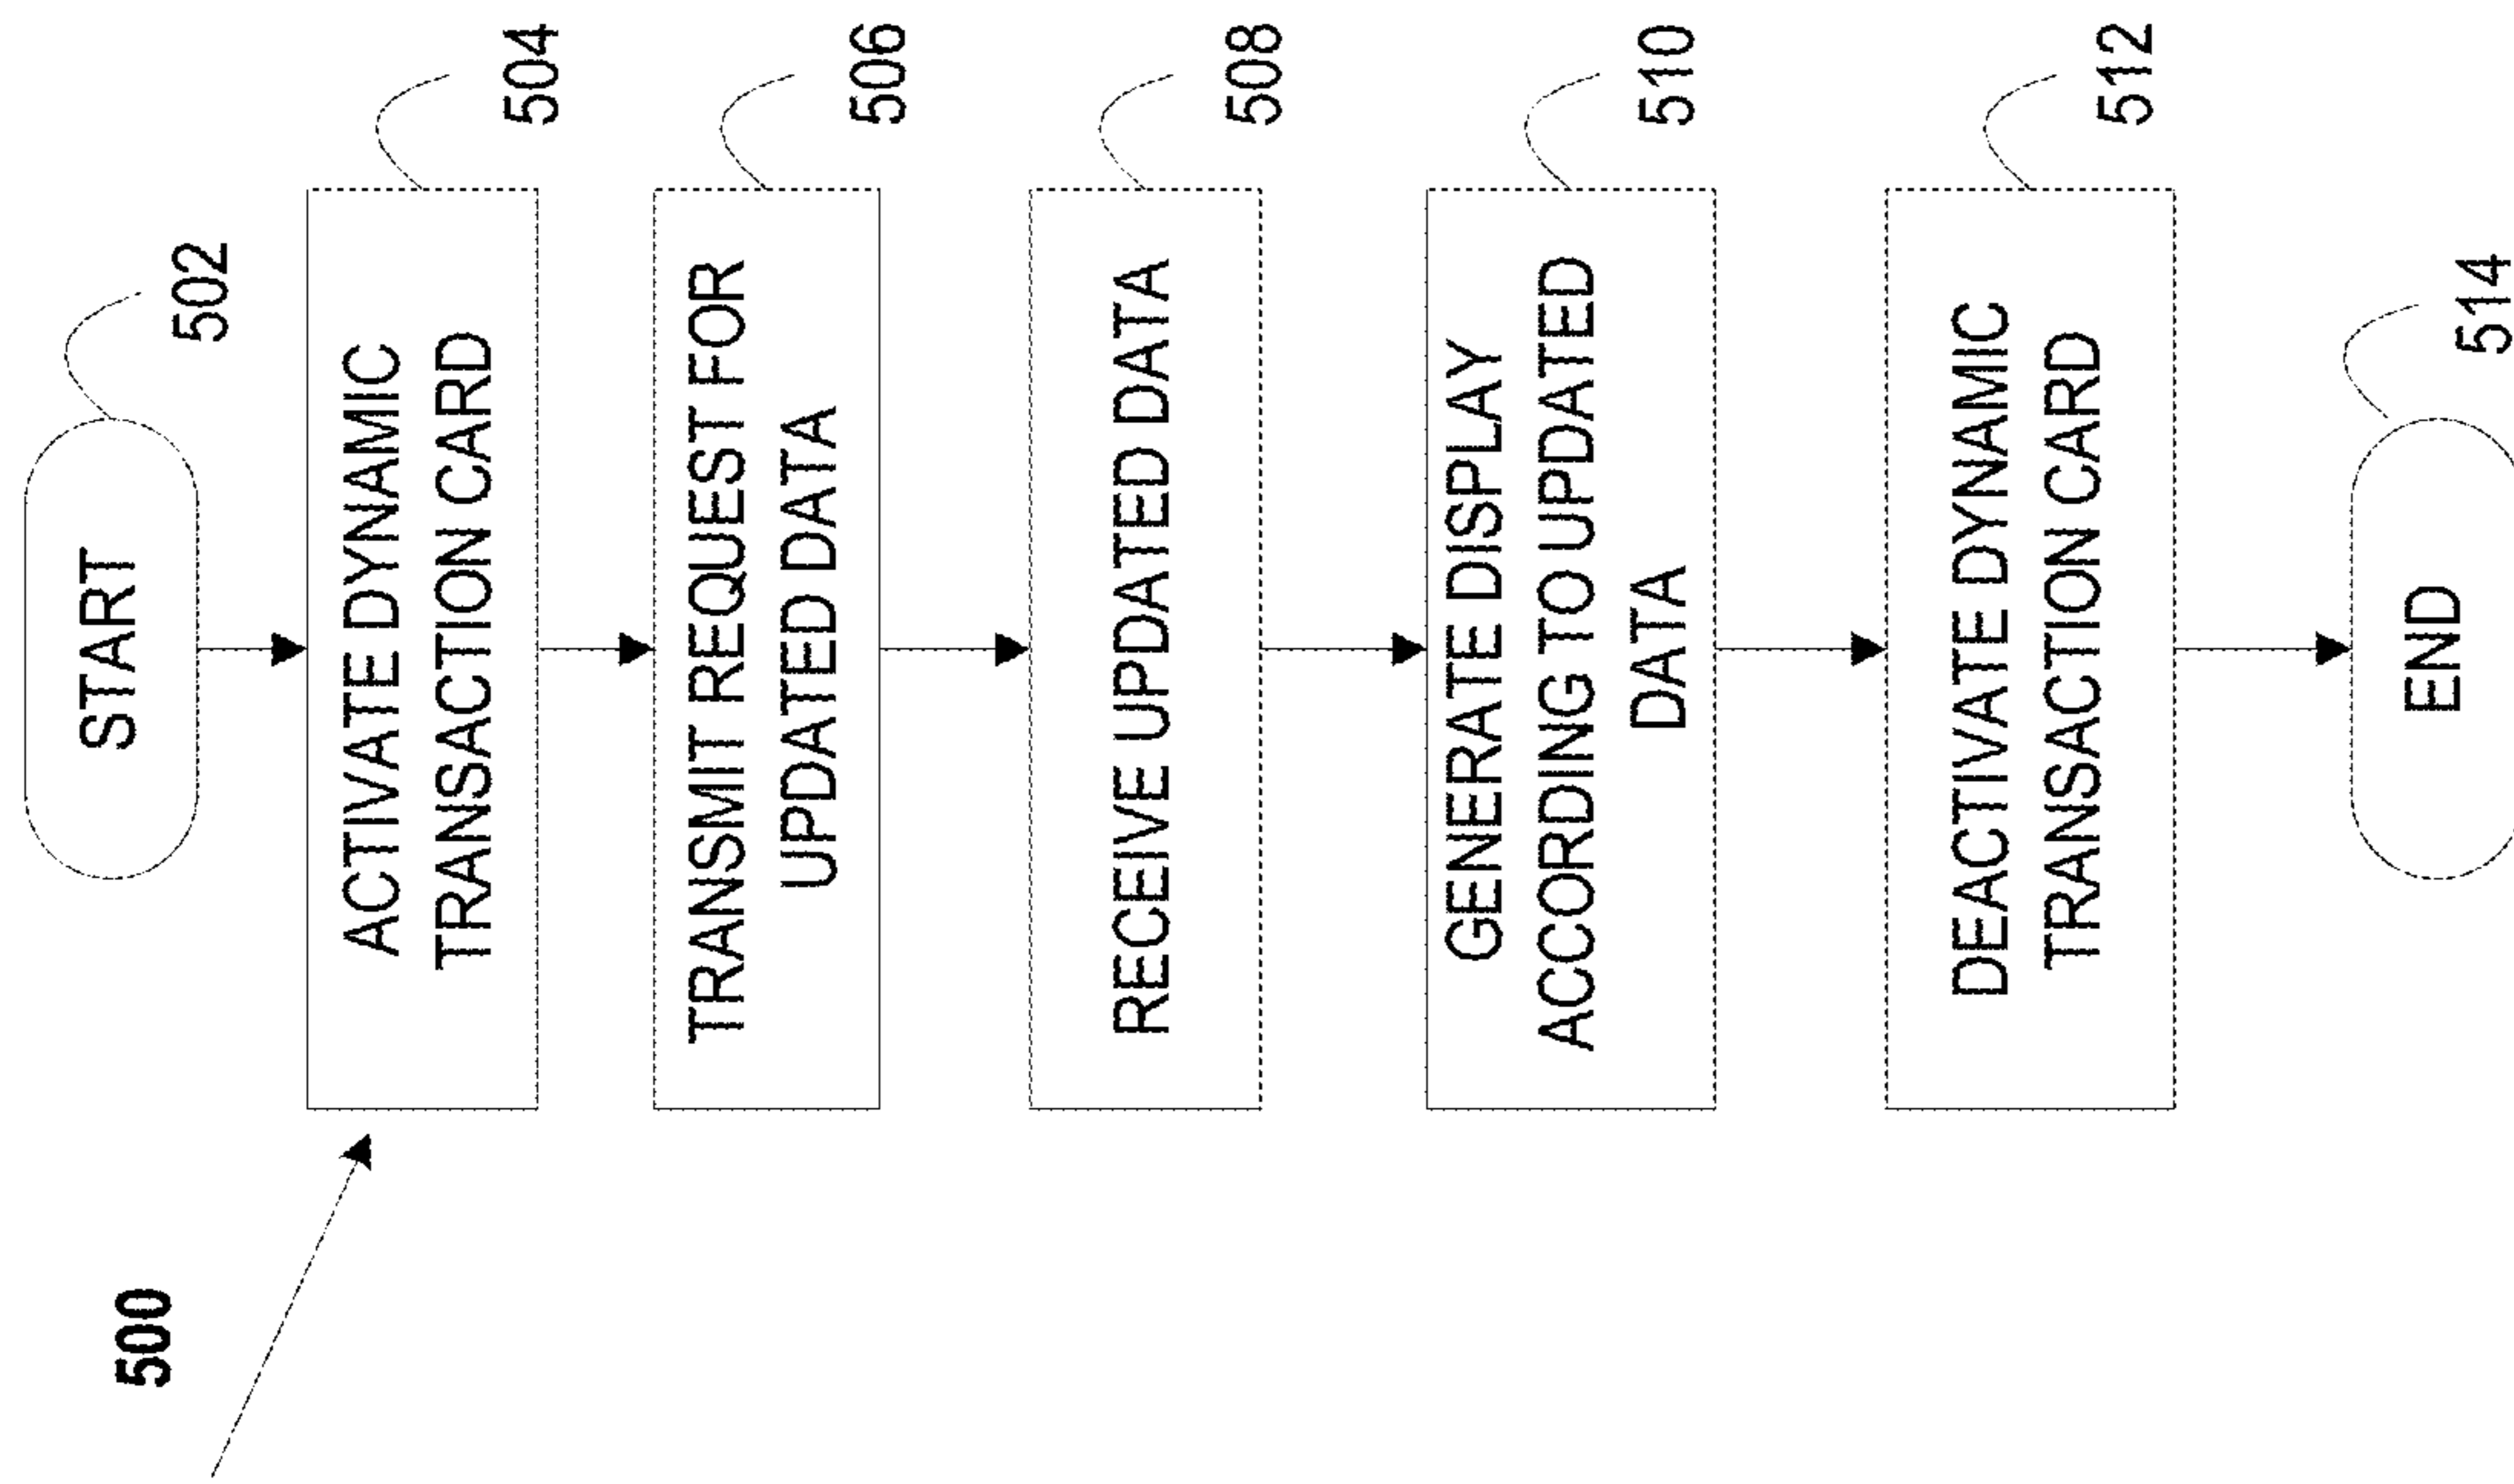 500
START
502
ACTIVATE DYNAMIC
TRANSACTION CARD
504
TRANSMIT REQUEST FOR
UPDATED DATA
506
RECEIVE UPDATED DATA
508
GENERATE DISPLAY
ACCORDING TO UPDATED
DATA
510
DEACTIVATE DYNAMIC
TRANSACTION CARD
512
END
514